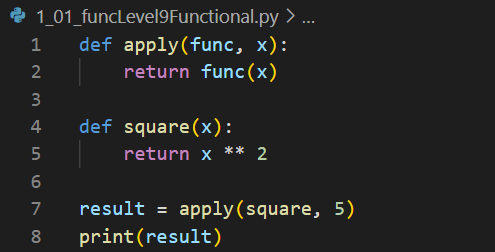 1_01_funcLevel9Functional.py > ...
1 def apply(func, x):
2     return func(x)
3
4 def square(x):
5     return x ** 2
6
7 result = apply(square, 5)
8 print(result)